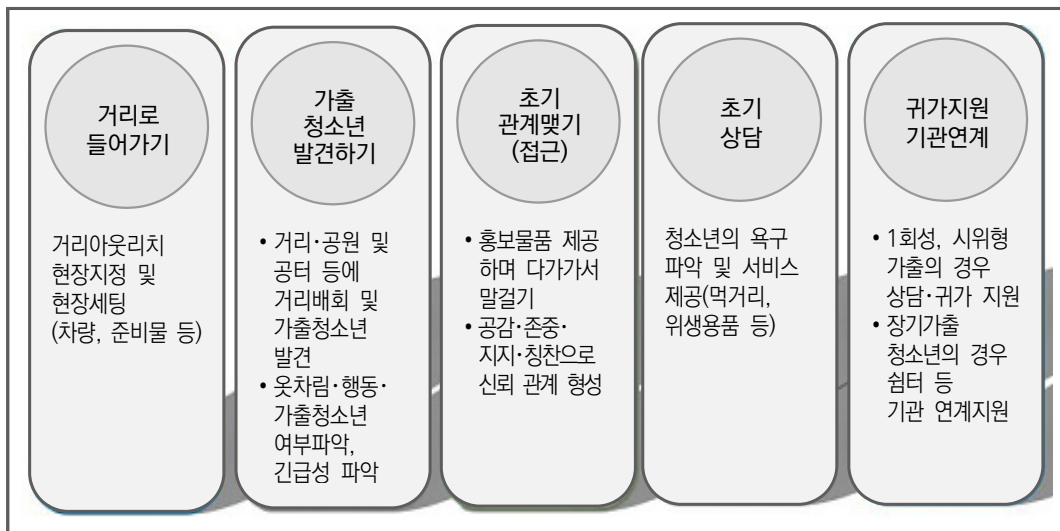 거리로
들어가기
거리아웃리치
현장지정 및
현장세팅
(차량, 준비물 등)
가출
청소년
발견하기
• 거리·공원 및
공터 등에
거리배회 및
가출청소년
발견
• 옷차림·행동·
가출청소년
여부파악,
긴급성 파악
초기
관계맺기
(접근)
• 홍보물품 제공
하며 다가가서
말걸기
• 공감·존중·
지지·칭찬으로
신뢰 관계 형성
초기
상담
청소년의 욕구
파악 및 서비스
제공(먹거리,
위생용품 등)
귀가지원
기관연계
• 1회성, 시위형
가출의 경우
상담·귀가 지원
• 장기가출
청소년의 경우
쉼터 등
기관 연계지원